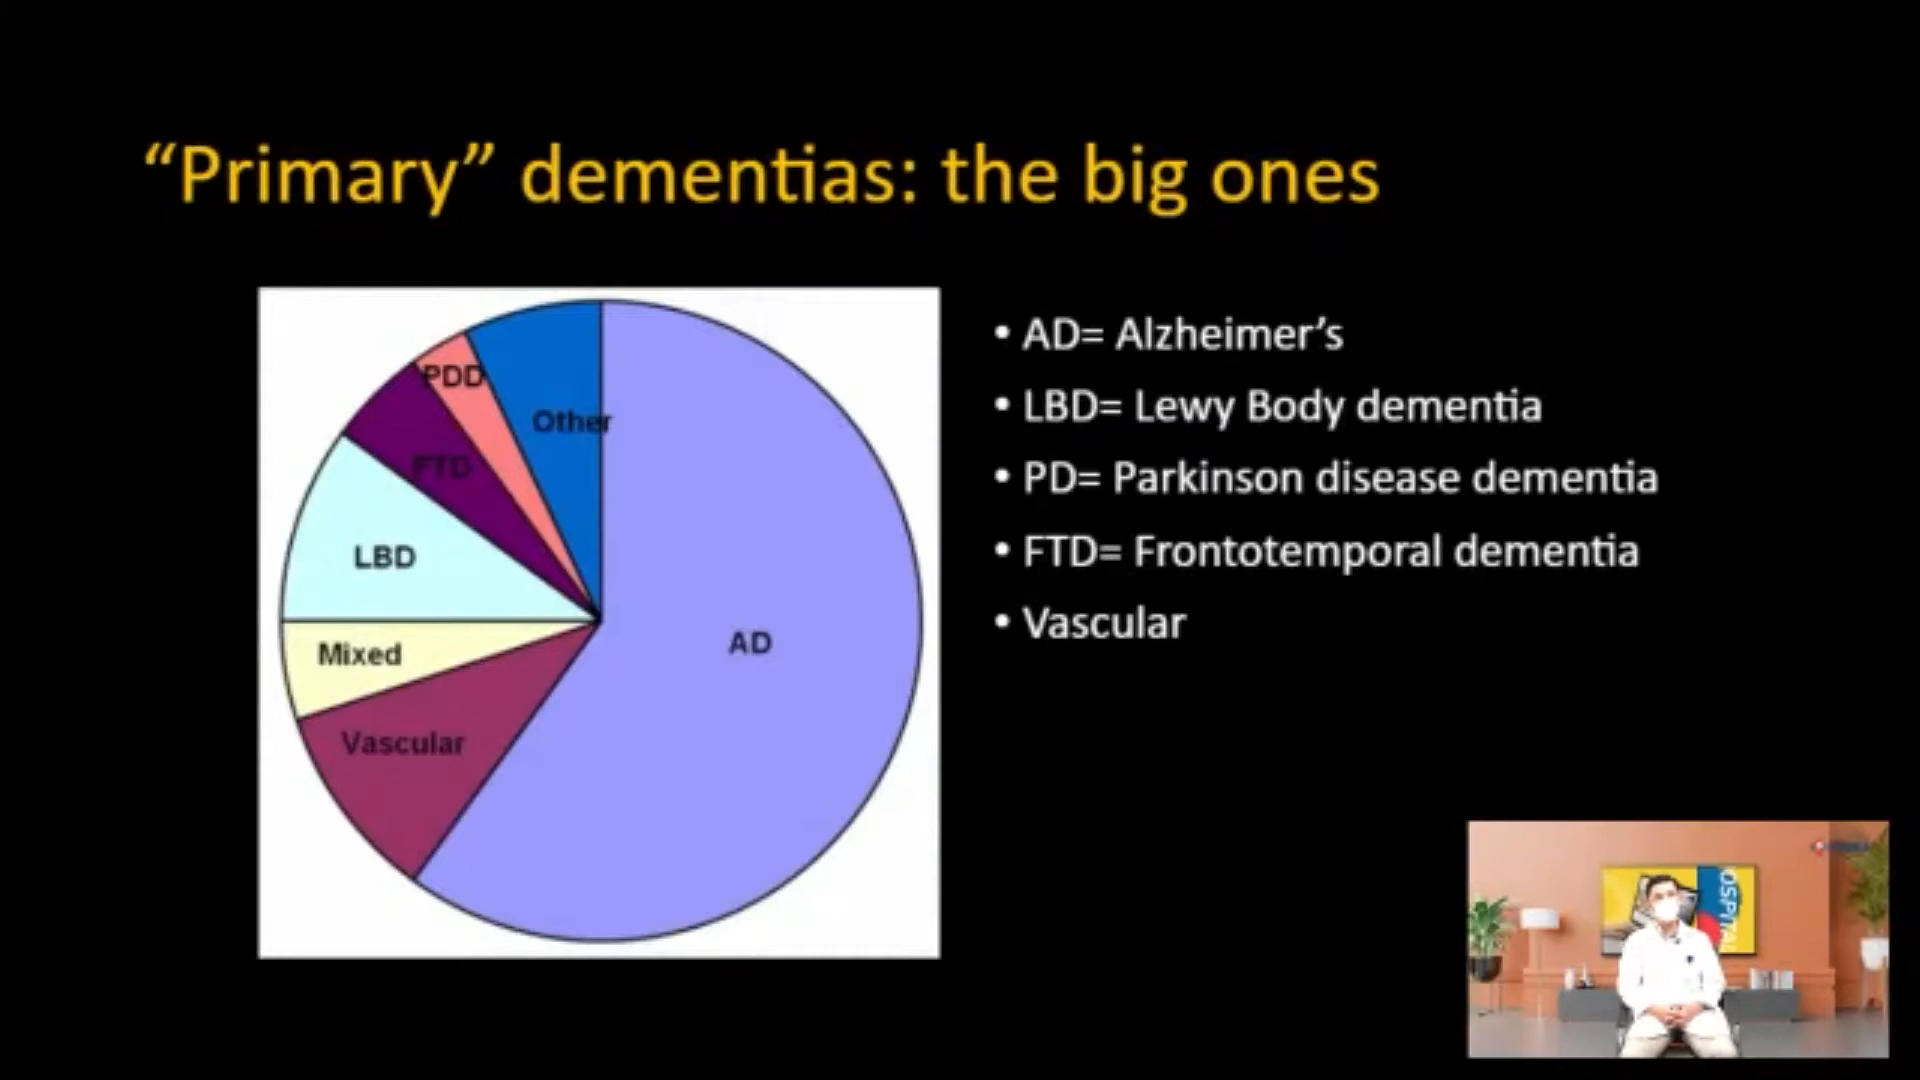 “Primary” dementias: the big ones
PDD
Other
FTD
LBD
AD
Mixed
Vascular
• AD= Alzheimer’s
• LBD= Lewy Body dementia
• PD= Parkinson disease dementia
• FTD= Frontotemporal dementia
• Vascular
OSPITAL